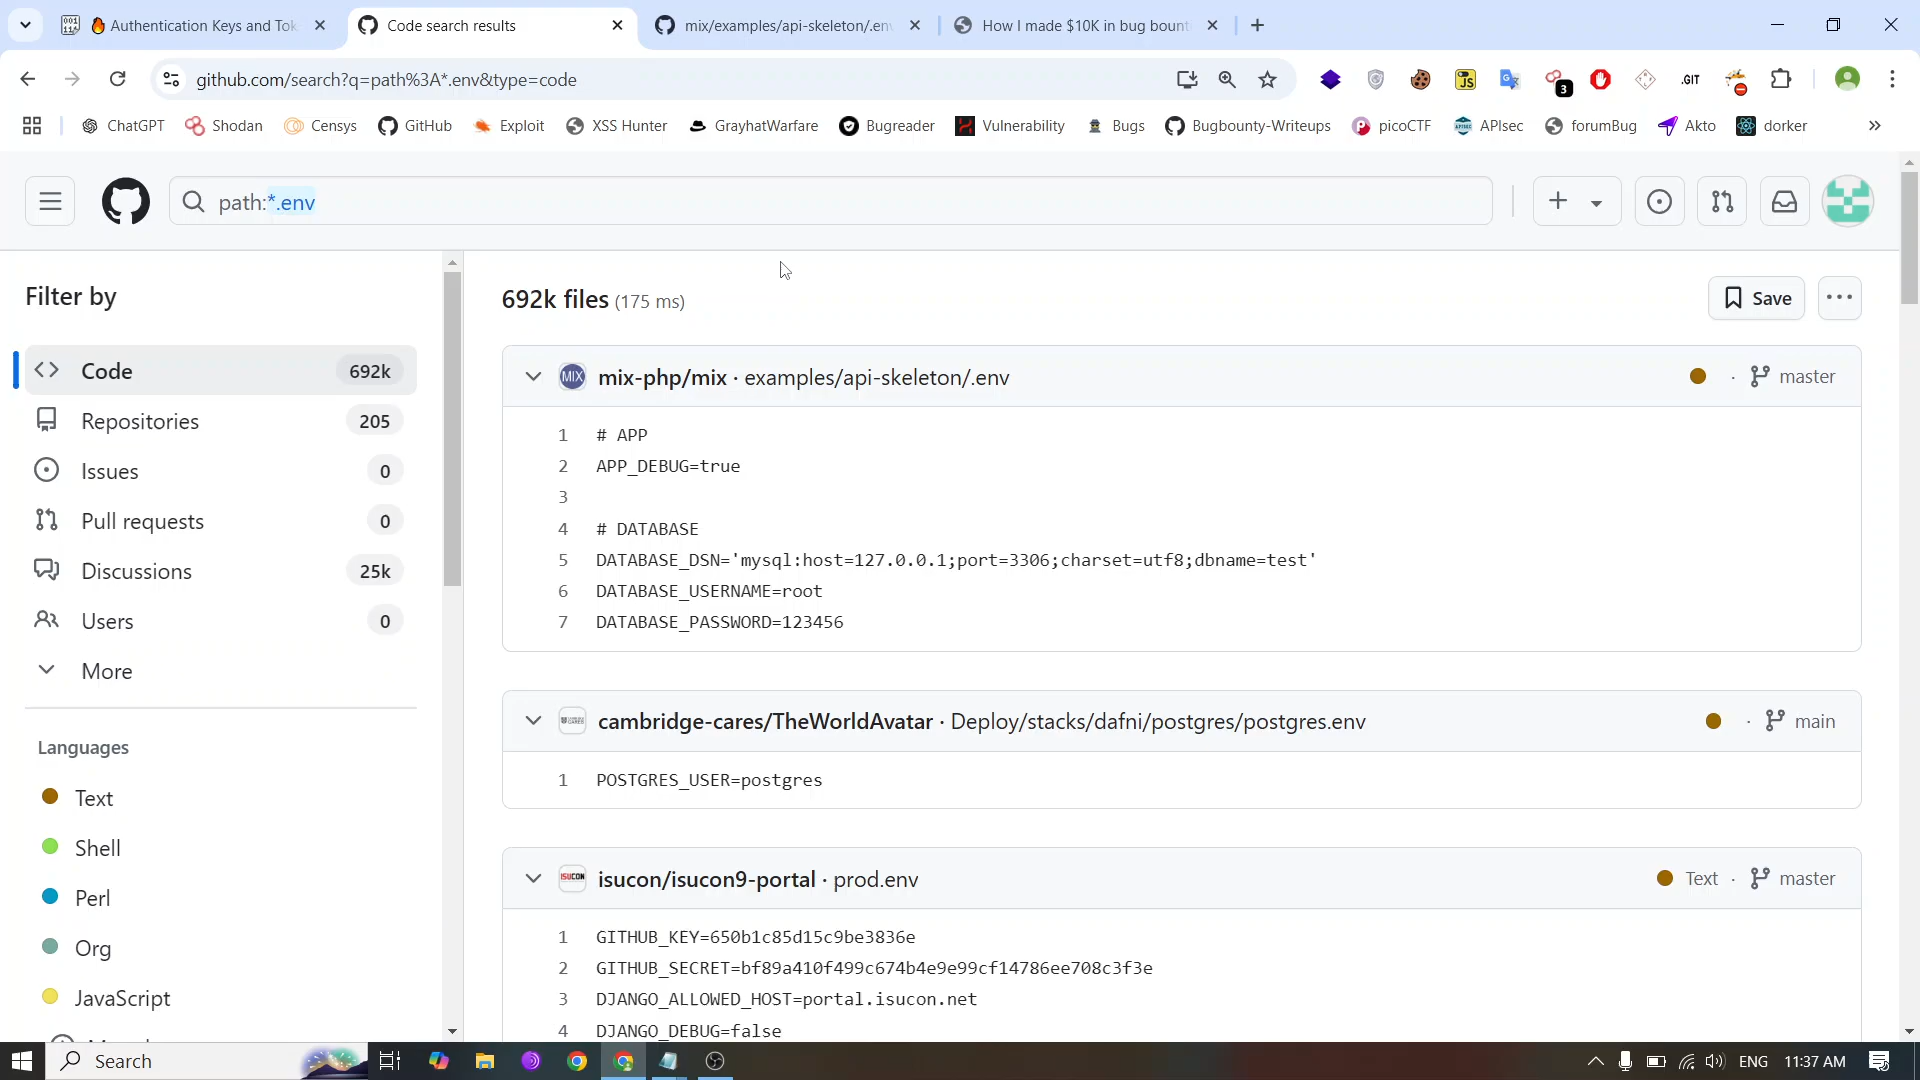 🔥 Authentication Keys and Tok
Code search results
mix/examples/api-skeleton/.env
How I made $10K in bug bount
github.com/search?q=path%3A*.env&type=code
JS
3
.GIT
ChatGPT
Shodan
Censys
GitHub
Exploit
XSS Hunter
GrayhatWarfare
Bugreader
Vulnerability
Bugs
Bugbounty-Writeups
picoCTF
APIsec
forumBug
Akto
dorker
path:*.env
Filter by
692k files (175 ms)
Save
Code 692k
Repositories 205
Issues 0
Pull requests 0
Discussions 25k
Users 0
More
Languages
Text
Shell
Perl
Org
JavaScript
MIX mix-php/mix · examples/api-skeleton/.env
master
1 # APP
2 APP_DEBUG=true
3
4 # DATABASE
5 DATABASE_DSN='mysql:host=127.0.0.1;port=3306;charset=utf8;dbname=test'
6 DATABASE_USERNAME=root
7 DATABASE_PASSWORD=123456
cambridge-cares/TheWorldAvatar · Deploy/stacks/dafni/postgres/postgres.env
main
1 POSTGRES_USER=postgres
ISUCON isucon/isucon9-portal · prod.env
Text · master
1 GITHUB_KEY=650b1c85d15c9be3836e
2 GITHUB_SECRET=bf89a410f499c674b4e9e99cf14786ee708c3f3e
3 DJANGO_ALLOWED_HOST=portal.isucon.net
4 DJANGO_DEBUG=false
Search
ENG
11:37 AM